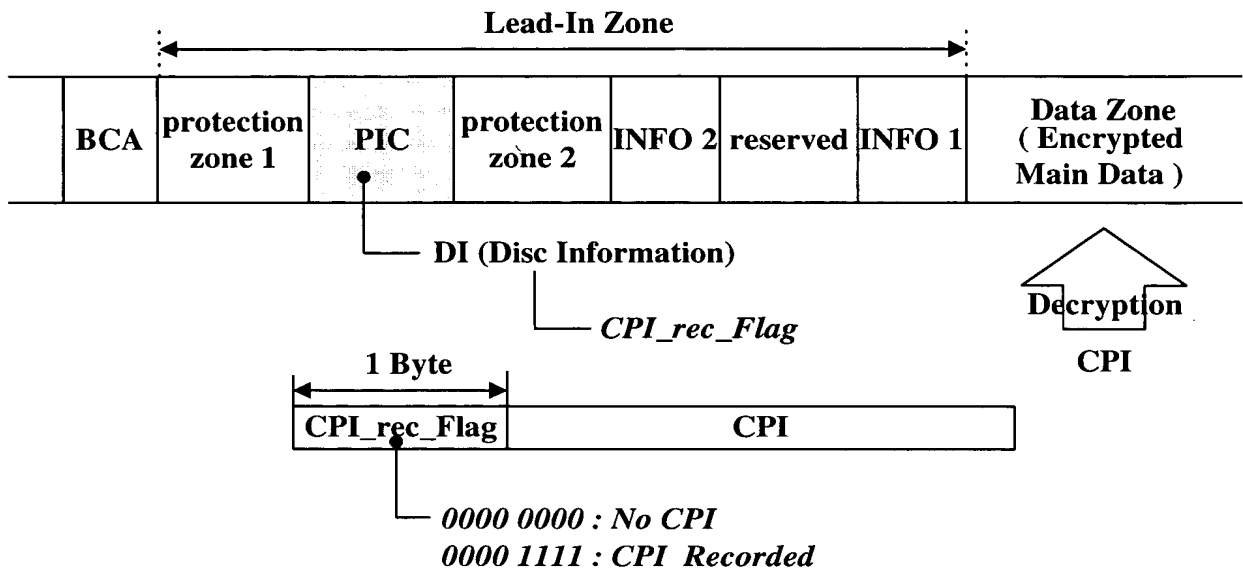 Lead-In Zone
BCA
protection
zone 1
PIC
protection
zone 2
INFO 2
reserved
INFO 1
Data Zone
( Encrypted
Main Data )
DI (Disc Information)
CPI_rec_Flag
Decryption
CPI
1 Byte
CPI_rec_Flag
CPI
0000 0000 : No CPI
0000 1111 : CPI Recorded